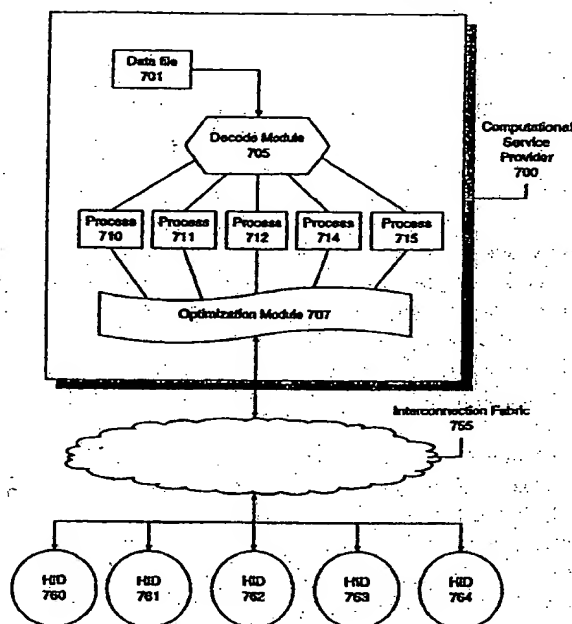 Data file
701
Decode Module
705
Computational
Service
Provider
700
Process
710
Process
711
Process
712
Process
714
Process
715
Optimization Module 707
Interconnection Fabric
755
HID
760
HID
761
HID
762
HID
763
HID
764